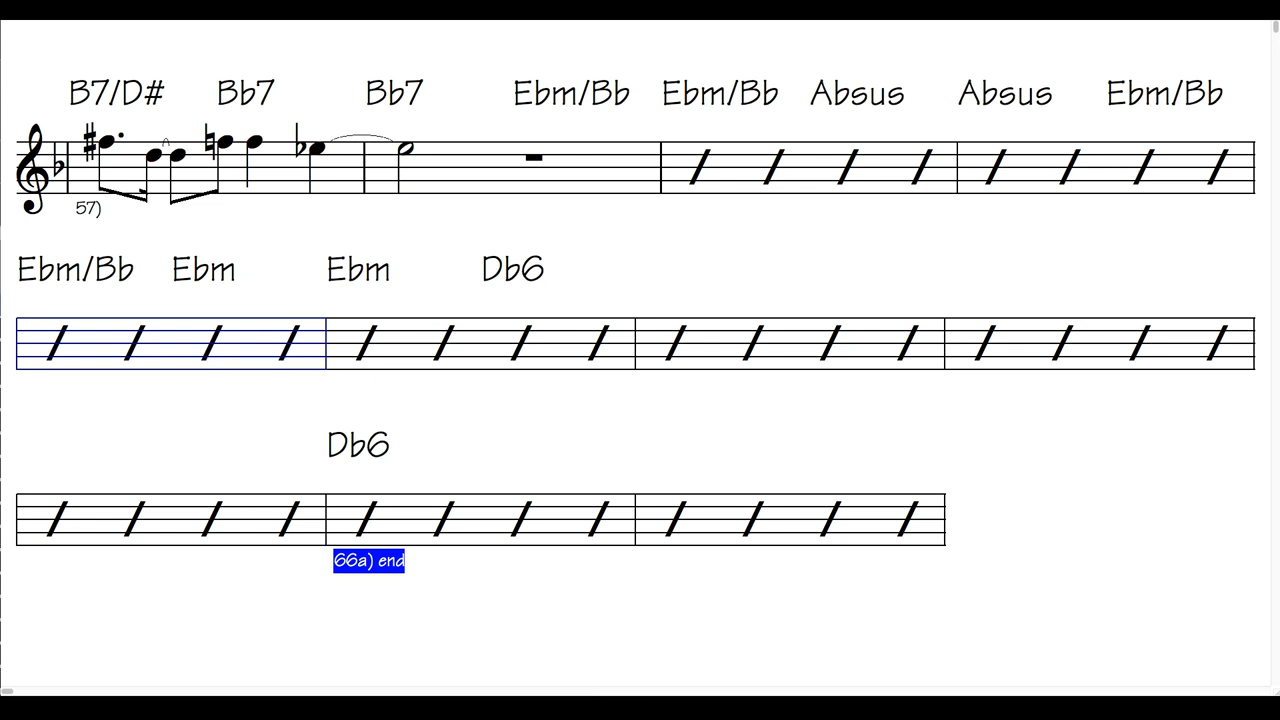 B7/D# Bb7 Bb7 Ebm/Bb Ebm/Bb Absus Absus Ebm/Bb
57)
Ebm/Bb Ebm Ebm Db6
Db6
66a) end